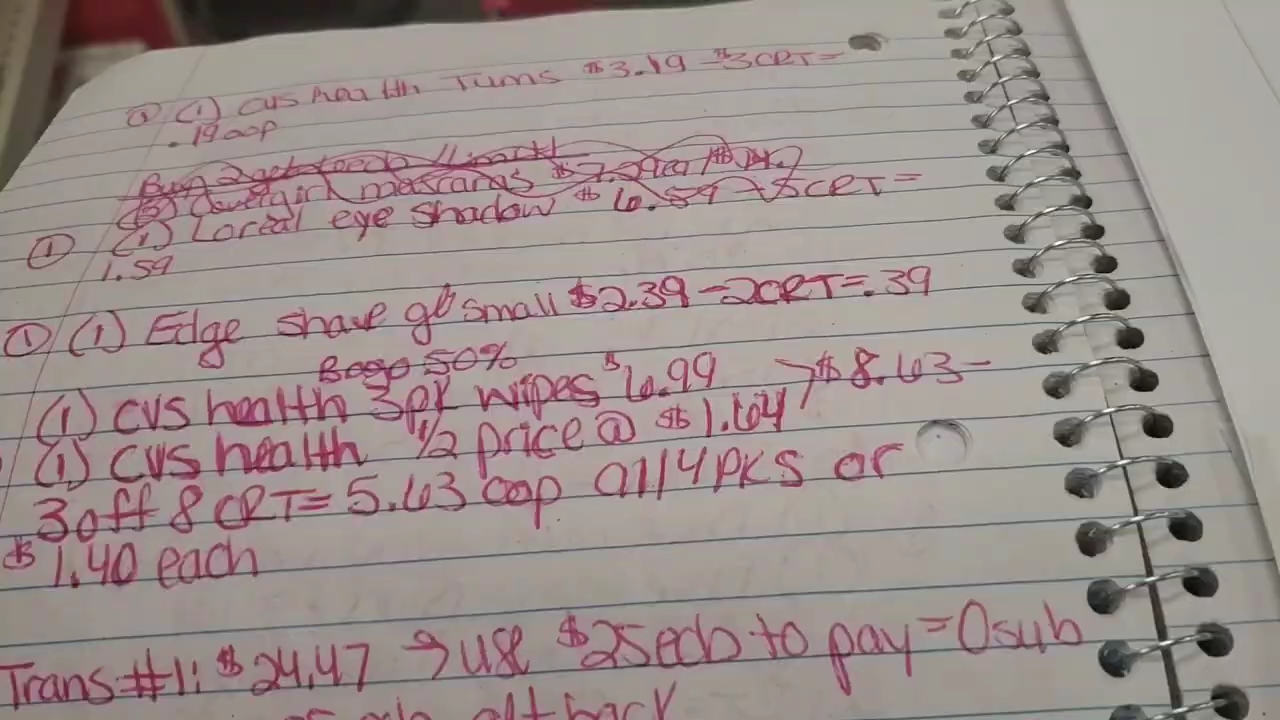 ① (1) CVS health Tums $3.19 - $3CRT =
.19 oop
mascaras
① (1) Loreal eye shadow $6.59 - 5CRT =
1.59
① (1) Edge shave gel small $2.39 - 2CRT = .39
Bogo 50%
(1) CVS health 3pk wipes $6.99 > $8.63 -
(1) CVS health 1/2 price @ $1.64
3 off 8 CRT = 5.63 oop all 4 PKS or
$1.40 each
Trans #1: $24.47 → use $25ecb to pay = 0 sub
back